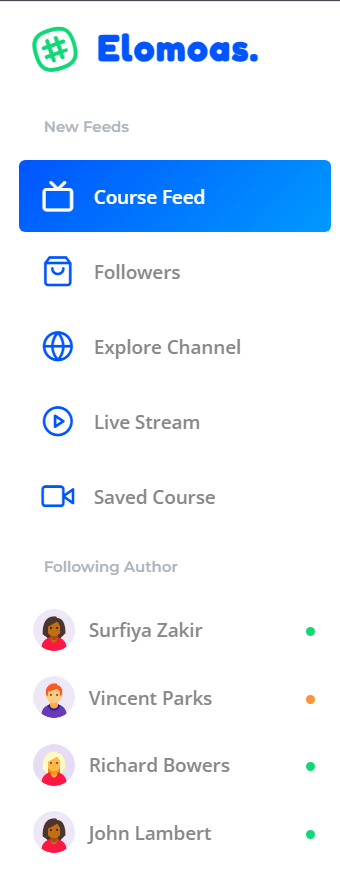 Elomoas.
New Feeds
Course Feed
Followers
Explore Channel
Live Stream
Saved Course
Following Author
Surfiya Zakir
Vincent Parks
Richard Bowers
John Lambert